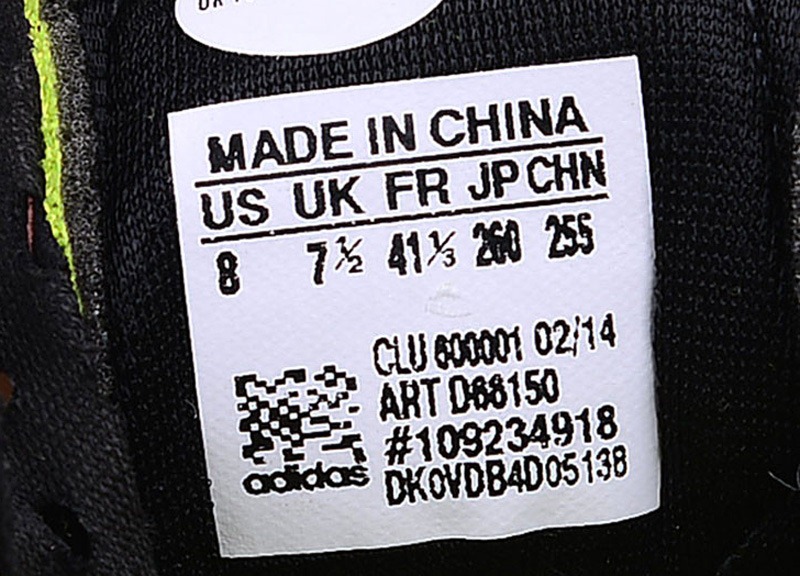 MADE IN CHINA
US UK FR JP CHN
8 7½ 41⅓ 260 255
CLU 600001 02/14
ART D66150
#109234918
DK0VDB4D05138
adidas